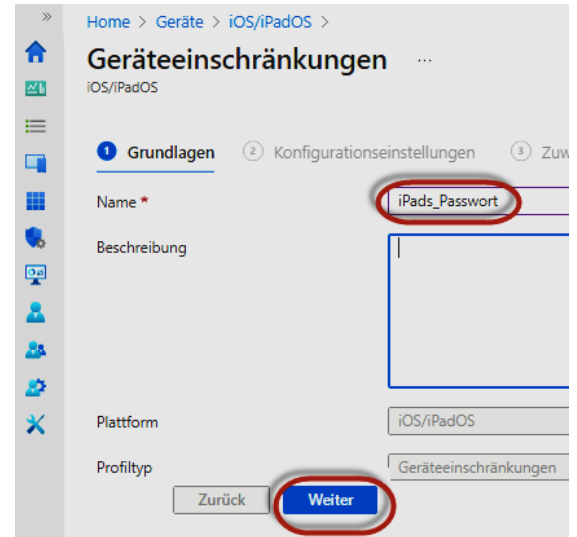 Home > Geräte > iOS/iPadOS >
Geräteeinschränkungen ...
iOS/iPadOS
1 Grundlagen 2 Konfigurationseinstellungen 3 Zuw
Name * iPads_Passwort
Beschreibung
Plattform iOS/iPadOS
Profiltyp Geräteeinschränkungen
Zurück Weiter